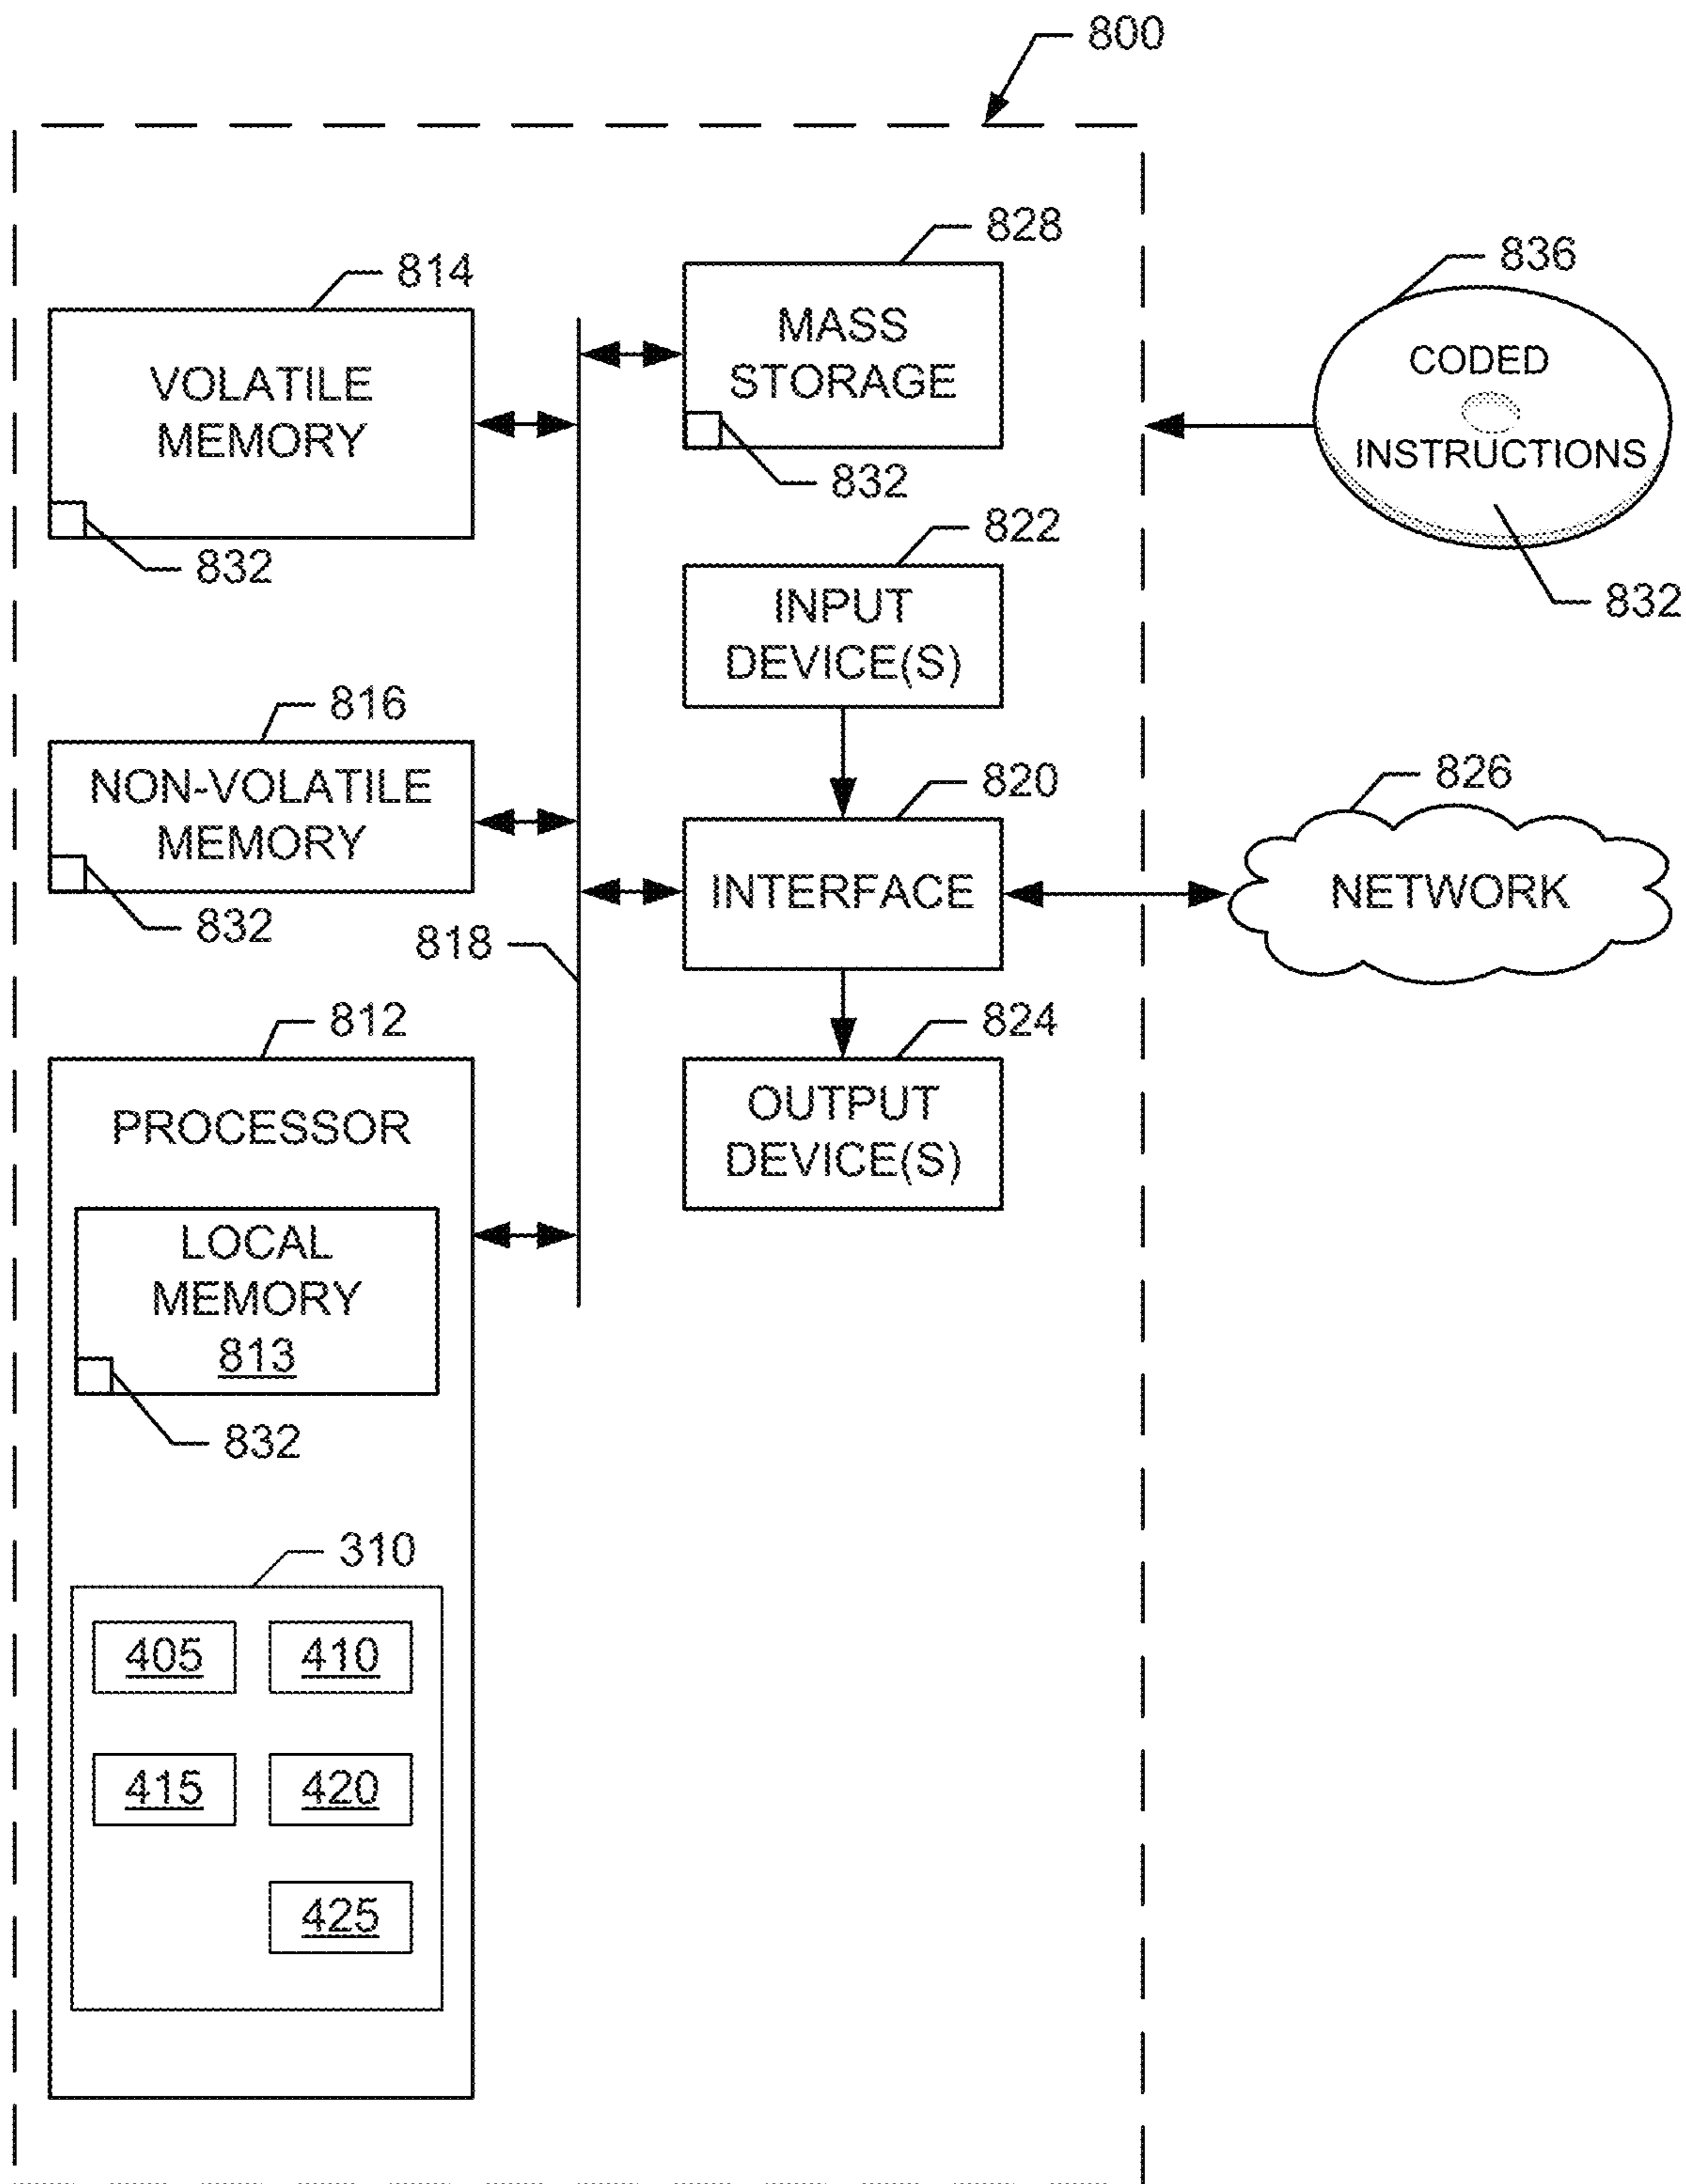 800
828
814
MASS
STORAGE
836
CODED
INSTRUCTIONS
VOLATILE
MEMORY
832
832
822
832
INPUT
DEVICE(S)
816
NON-VOLATILE
MEMORY
820
826
INTERFACE
NETWORK
832
818
812
824
PROCESSOR
OUTPUT
DEVICE(S)
LOCAL
MEMORY
813
832
310
405
410
415
420
425